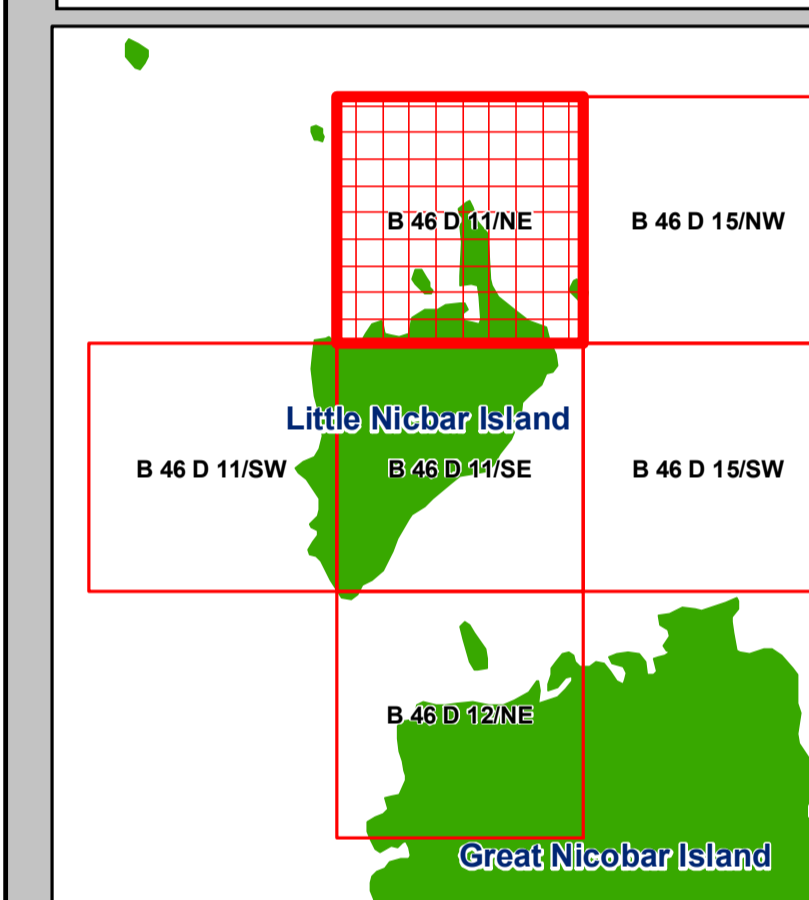 B 46 D 11/NE
B 46 D 15/NW
Little Nicbar Island
B 46 D 11/SW
B 46 D 11/SE
B 46 D 15/SW
B 46 D 12/NE
Great Nicobar Island